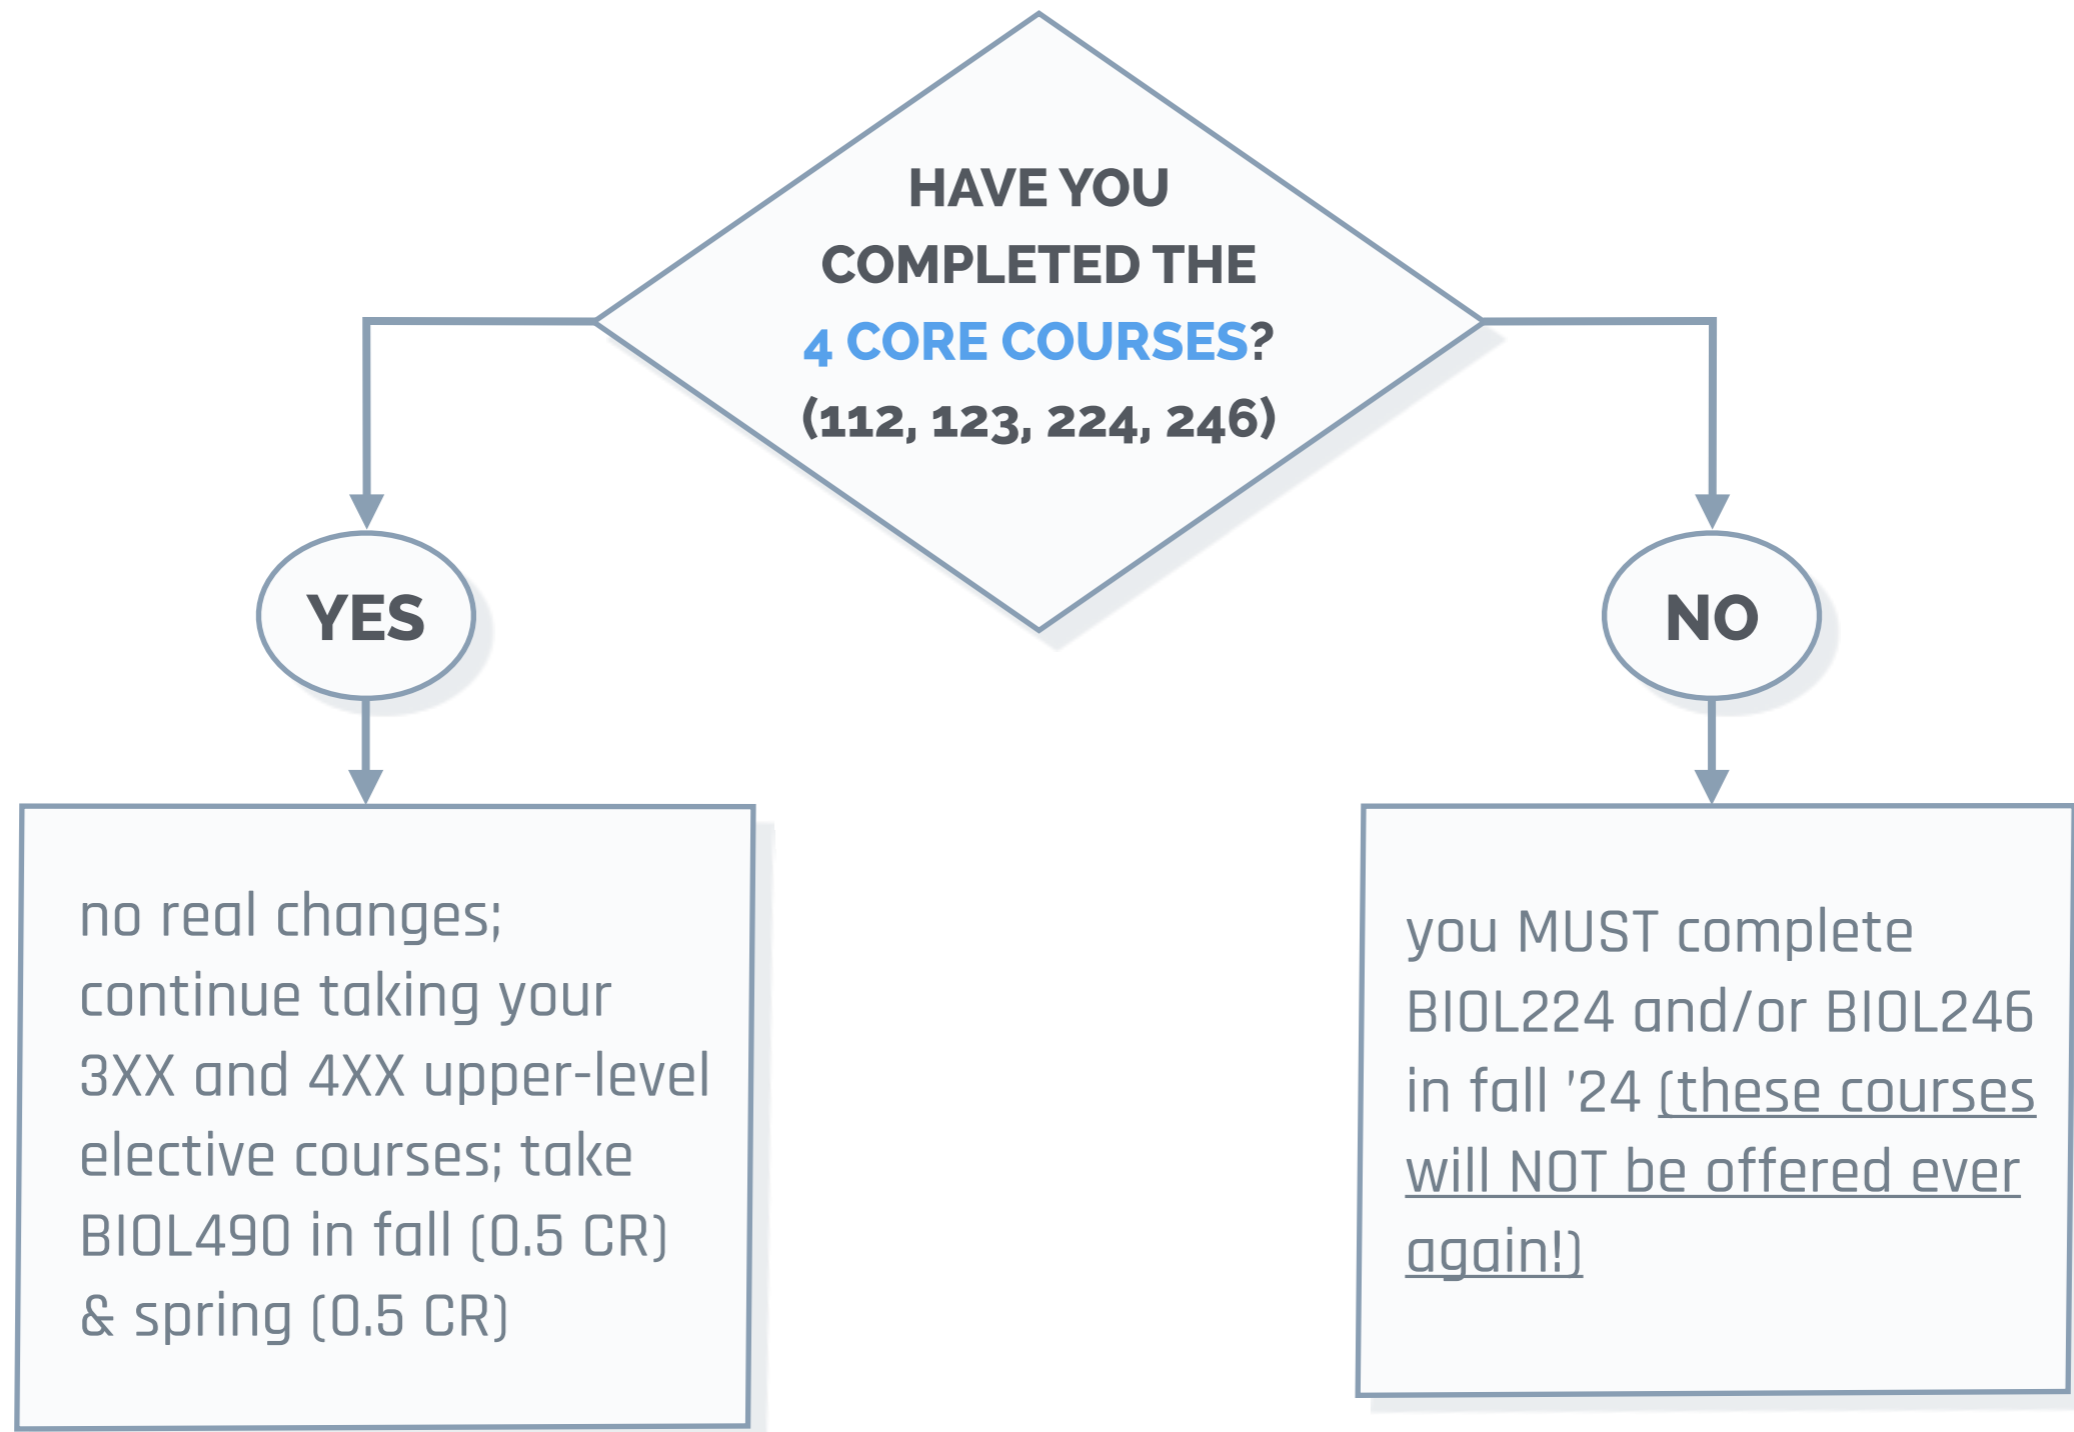 HAVE YOU
COMPLETED THE
4 CORE COURSES?
(112, 123, 224, 246)
YES
NO
no real changes;
continue taking your
3XX and 4XX upper-level
elective courses; take
BIOL490 in fall (0.5 CR)
& spring (0.5 CR)
you MUST complete
BIOL224 and/or BIOL246
in fall '24 (these courses
will NOT be offered ever
again!)